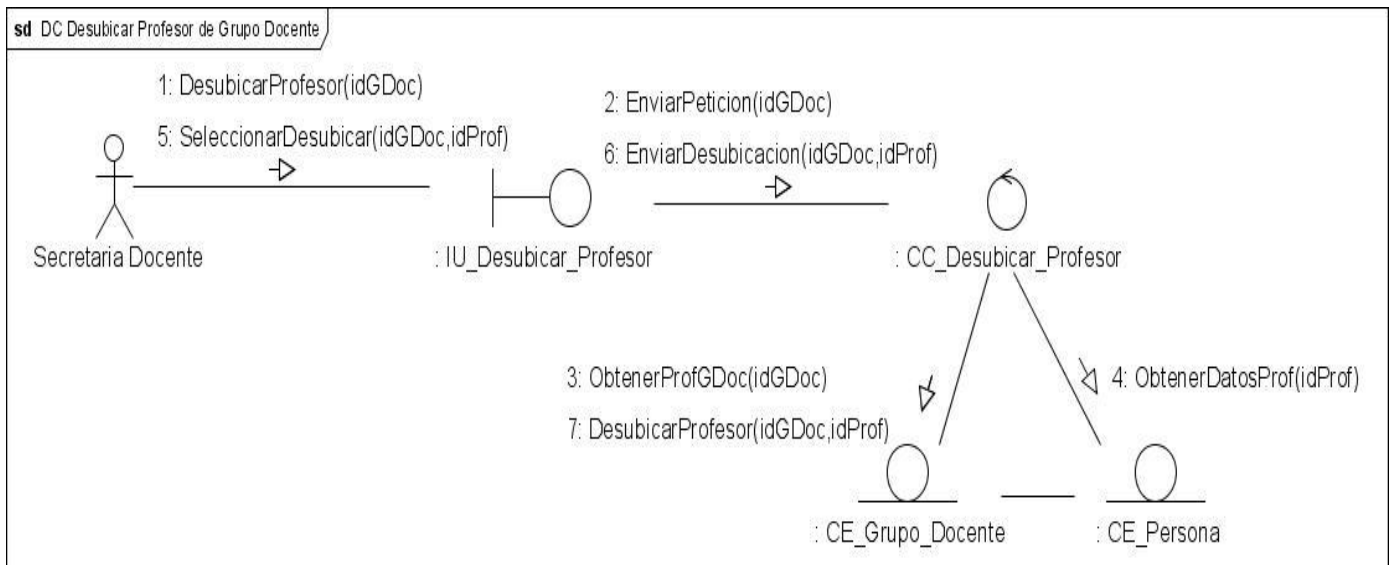 sd DC Desubicar Profesor de Grupo Docente
1: DesubicarProfesor(idGDoc)
5: SeleccionarDesubicar(idGDoc,idProf)
2: EnviarPeticion(idGDoc)
6: EnviarDesubicacion(idGDoc,idProf)
Secretaria Docente
: IU_Desubicar_Profesor
: CC_Desubicar_Profesor
3: ObtenerProfGDoc(idGDoc)
7: DesubicarProfesor(idGDoc,idProf)
4: ObtenerDatosProf(idProf)
: CE_Grupo_Docente
: CE_Persona